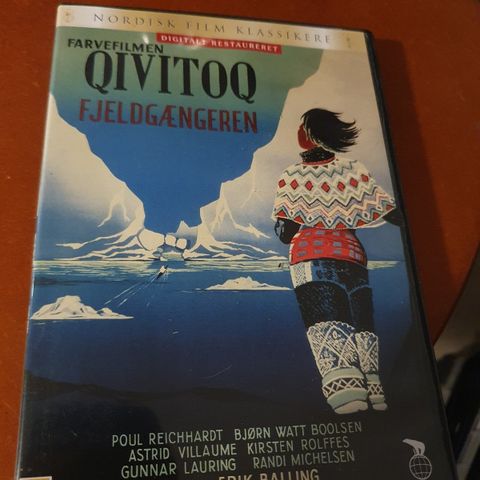 NORDISK FILM KLASSIKERE
DIGITALT RESTAURERET
FARVEFILMEN
QIVITOQ
FJELDGÆNGEREN
POUL REICHHARDT BJØRN WATT BOOLSEN
ASTRID VILLAUME KIRSTEN ROLFFES
GUNNAR LAURING RANDI MICHELSEN
ERIK BALLING